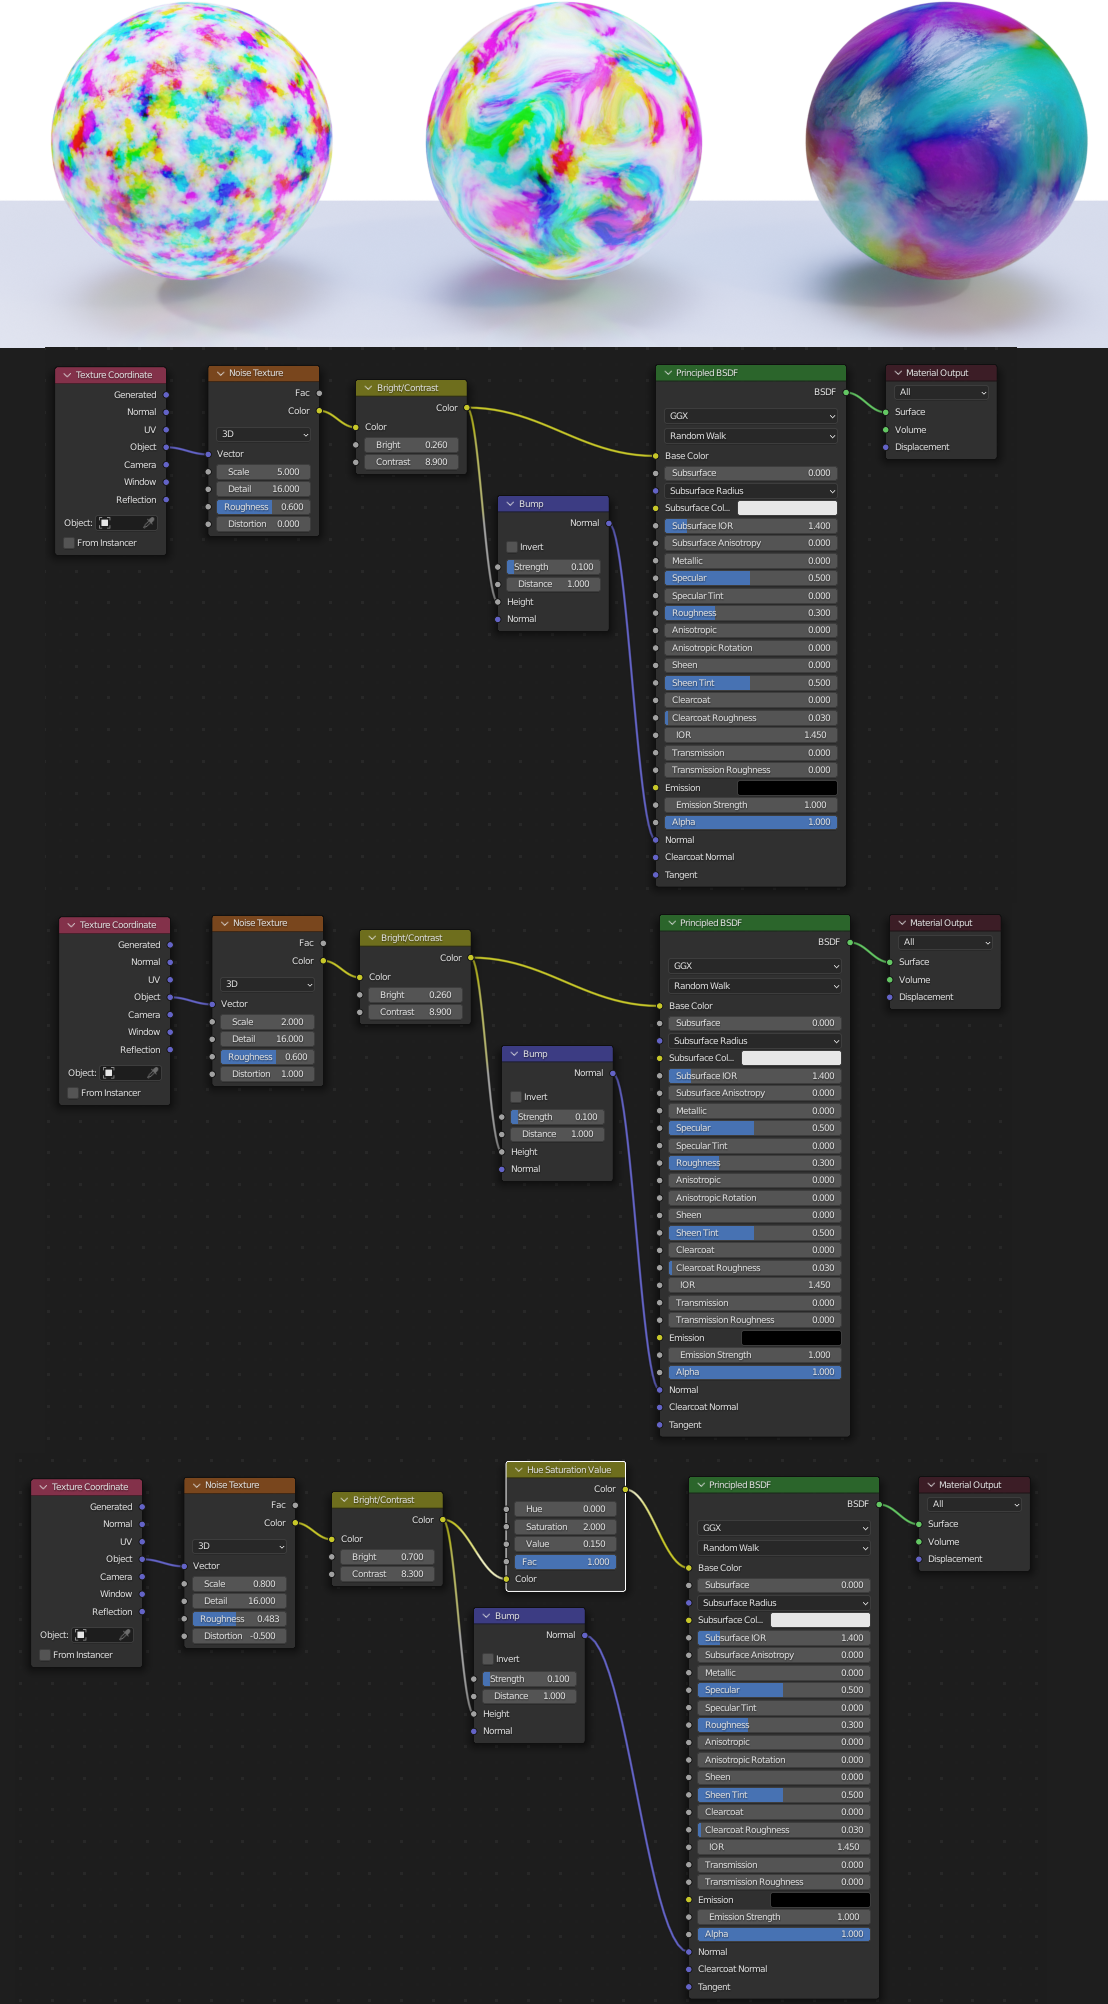 Texture Coordinate
Generated
Normal
UV
Object
Camera
Window
Reflection
Object:
From Instancer
Noise Texture
Fac
Color
3D
Vector
Scale 5.000
Detail 16.000
Roughness 0.600
Distortion 0.000
Bright/Contrast
Color
Color
Bright 0.260
Contrast 8.900
Bump
Normal
Invert
Strength 0.100
Distance 1.000
Height
Normal
Principled BSDF
BSDF
GGX
Random Walk
Base Color
Subsurface 0.000
Subsurface Radius
Subsurface Col...
Subsurface IOR 1.400
Subsurface Anisotropy 0.000
Metallic 0.000
Specular 0.500
Specular Tint 0.000
Roughness 0.300
Anisotropic 0.000
Anisotropic Rotation 0.000
Sheen 0.000
Sheen Tint 0.500
Clearcoat 0.000
Clearcoat Roughness 0.030
IOR 1.450
Transmission 0.000
Transmission Roughness 0.000
Emission
Emission Strength 1.000
Alpha 1.000
Normal
Clearcoat Normal
Tangent
Material Output
All
Surface
Volume
Displacement
Texture Coordinate
Generated
Normal
UV
Object
Camera
Window
Reflection
Object:
From Instancer
Noise Texture
Fac
Color
3D
Vector
Scale 2.000
Detail 16.000
Roughness 0.600
Distortion 1.000
Bright/Contrast
Color
Color
Bright 0.260
Contrast 8.900
Bump
Normal
Invert
Strength 0.100
Distance 1.000
Height
Normal
Principled BSDF
BSDF
GGX
Random Walk
Base Color
Subsurface 0.000
Subsurface Radius
Subsurface Col...
Subsurface IOR 1.400
Subsurface Anisotropy 0.000
Metallic 0.000
Specular 0.500
Specular Tint 0.000
Roughness 0.300
Anisotropic 0.000
Anisotropic Rotation 0.000
Sheen 0.000
Sheen Tint 0.500
Clearcoat 0.000
Clearcoat Roughness 0.030
IOR 1.450
Transmission 0.000
Transmission Roughness 0.000
Emission
Emission Strength 1.000
Alpha 1.000
Normal
Clearcoat Normal
Tangent
Material Output
All
Surface
Volume
Displacement
Texture Coordinate
Generated
Normal
UV
Object
Camera
Window
Reflection
Object:
From Instancer
Noise Texture
Fac
Color
3D
Vector
Scale 0.800
Detail 16.000
Roughness 0.483
Distortion -0.500
Bright/Contrast
Color
Color
Bright 0.700
Contrast 8.300
Hue Saturation Value
Color
Hue 0.000
Saturation 2.000
Value 0.150
Fac 1.000
Color
Bump
Normal
Invert
Strength 0.100
Distance 1.000
Height
Normal
Principled BSDF
BSDF
GGX
Random Walk
Base Color
Subsurface 0.000
Subsurface Radius
Subsurface Col...
Subsurface IOR 1.400
Subsurface Anisotropy 0.000
Metallic 0.000
Specular 0.500
Specular Tint 0.000
Roughness 0.300
Anisotropic 0.000
Anisotropic Rotation 0.000
Sheen 0.000
Sheen Tint 0.500
Clearcoat 0.000
Clearcoat Roughness 0.030
IOR 1.450
Transmission 0.000
Transmission Roughness 0.000
Emission
Emission Strength 1.000
Alpha 1.000
Normal
Clearcoat Normal
Tangent
Material Output
All
Surface
Volume
Displacement